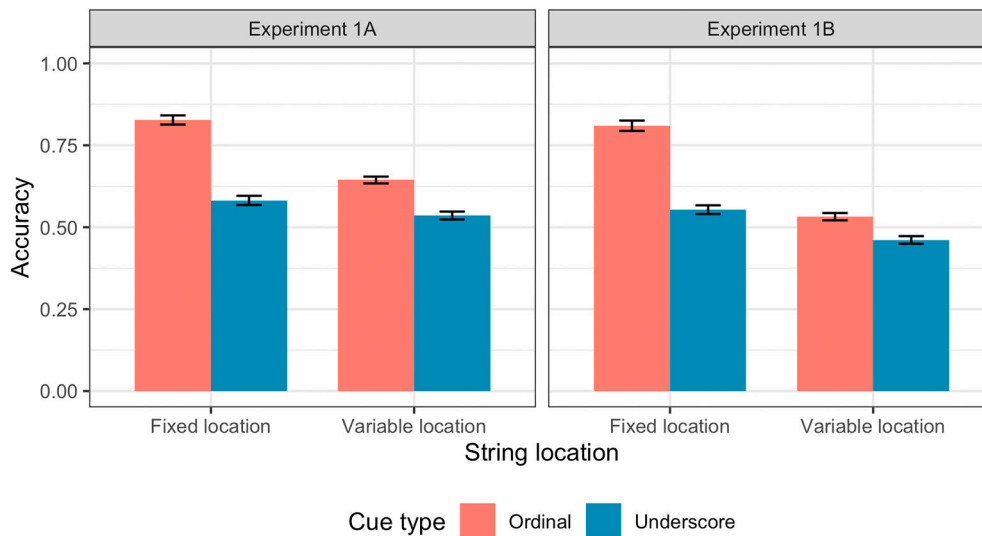 Experiment 1A
Experiment 1B
1.00
0.75
0.50
0.25
0.00
Accuracy
Fixed location
Variable location
Fixed location
Variable location
String location
Cue type
Ordinal
Underscore